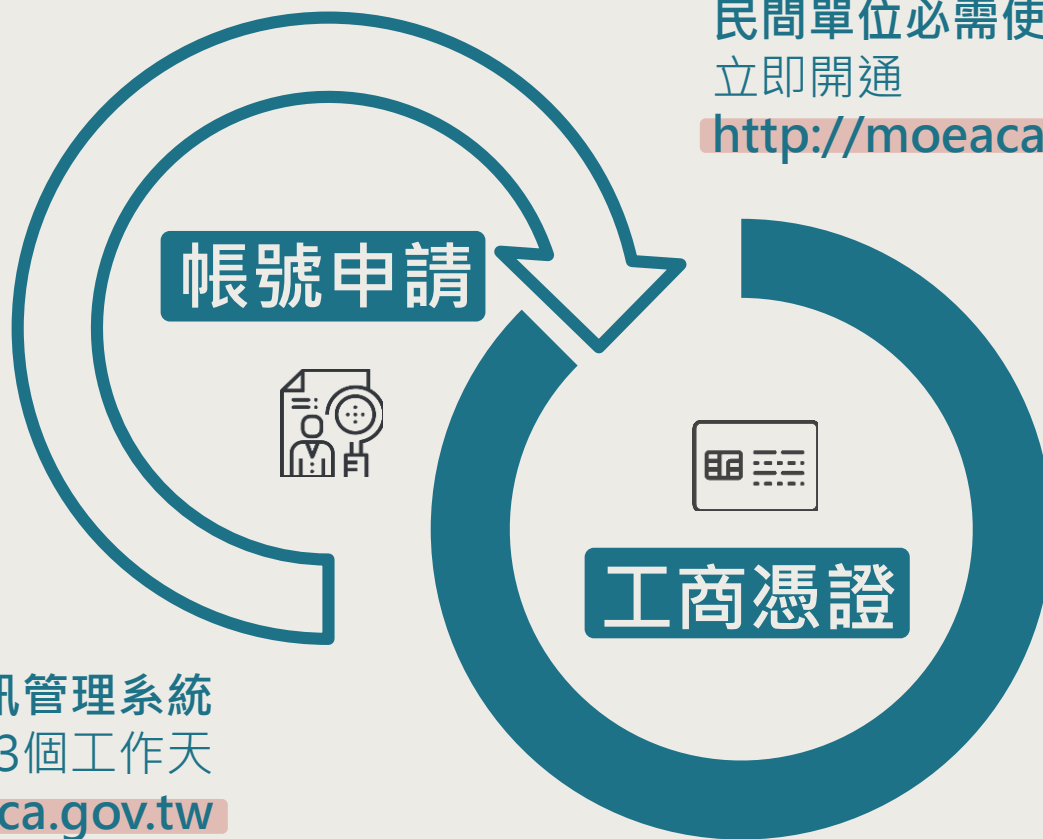 民間單位必需使
立即開通
http://moeaca
帳號申請
工商憑證
訊管理系統
3個工作天
ca.gov.tw